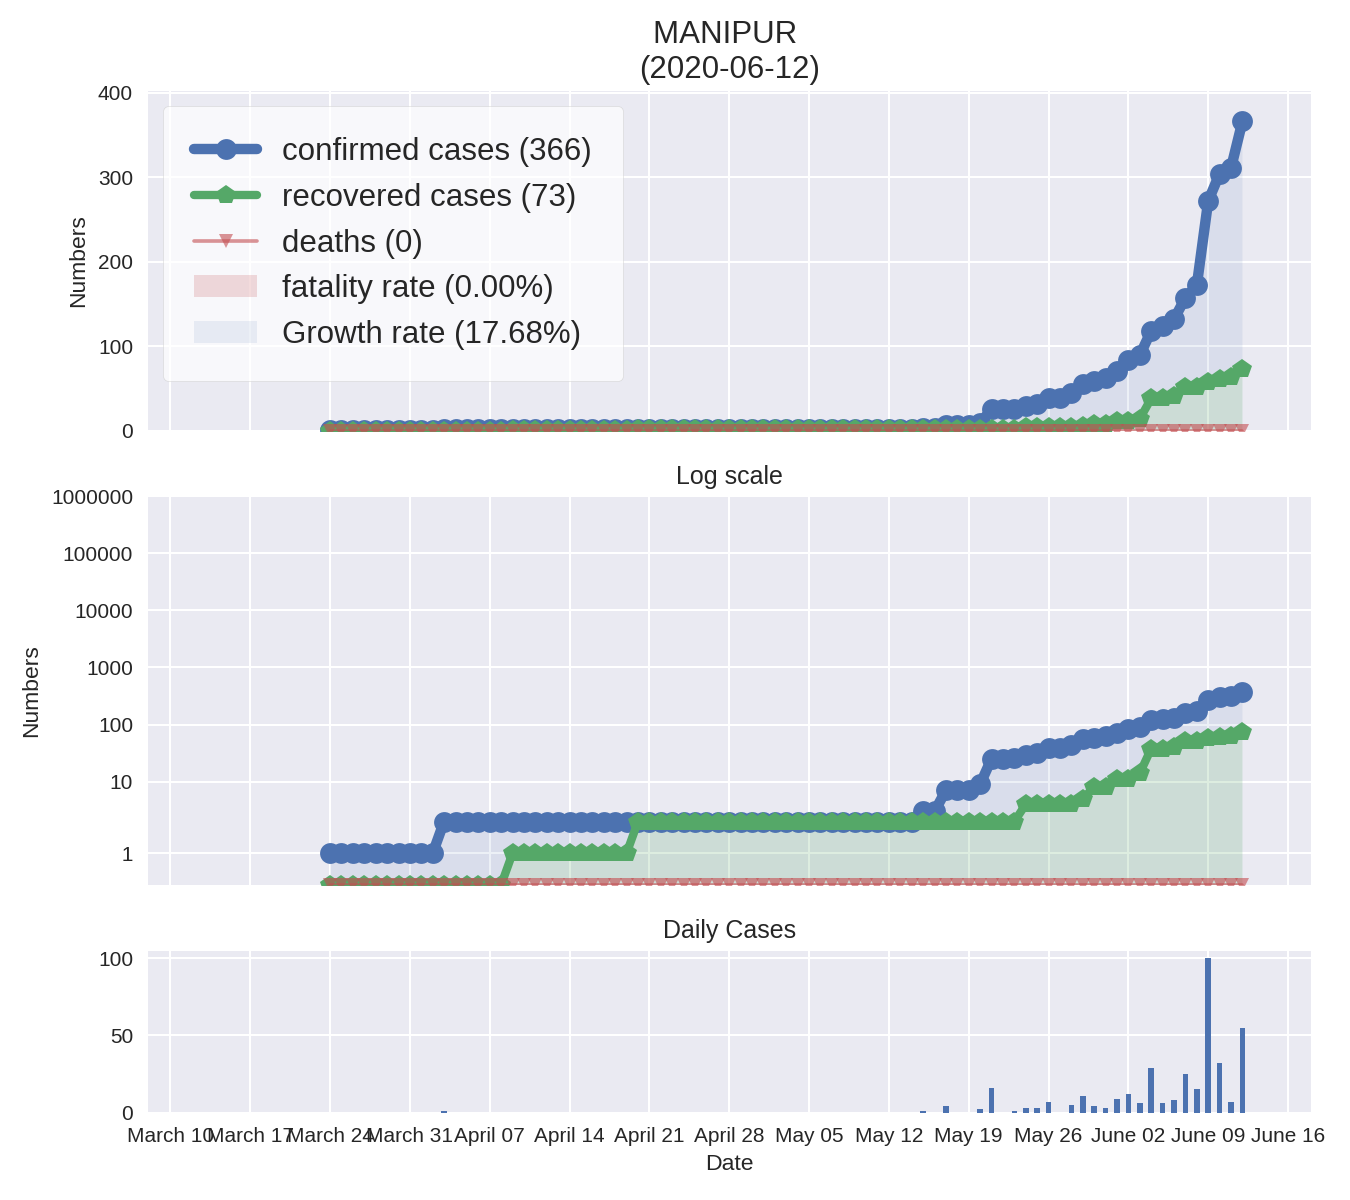 MANIPUR
(2020-06-12)
400
300
200
100
0
Numbers
confirmed cases (366)
recovered cases (73)
deaths (0)
fatality rate (0.00%)
Growth rate (17.68%)
Log scale
1000000
100000
10000
1000
100
10
1
Numbers
Daily Cases
100
50
0
March 10 March 17 March 24 March 31 April 07 April 14 April 21 April 28 May 05 May 12 May 19 May 26 June 02 June 09 June 16
Date